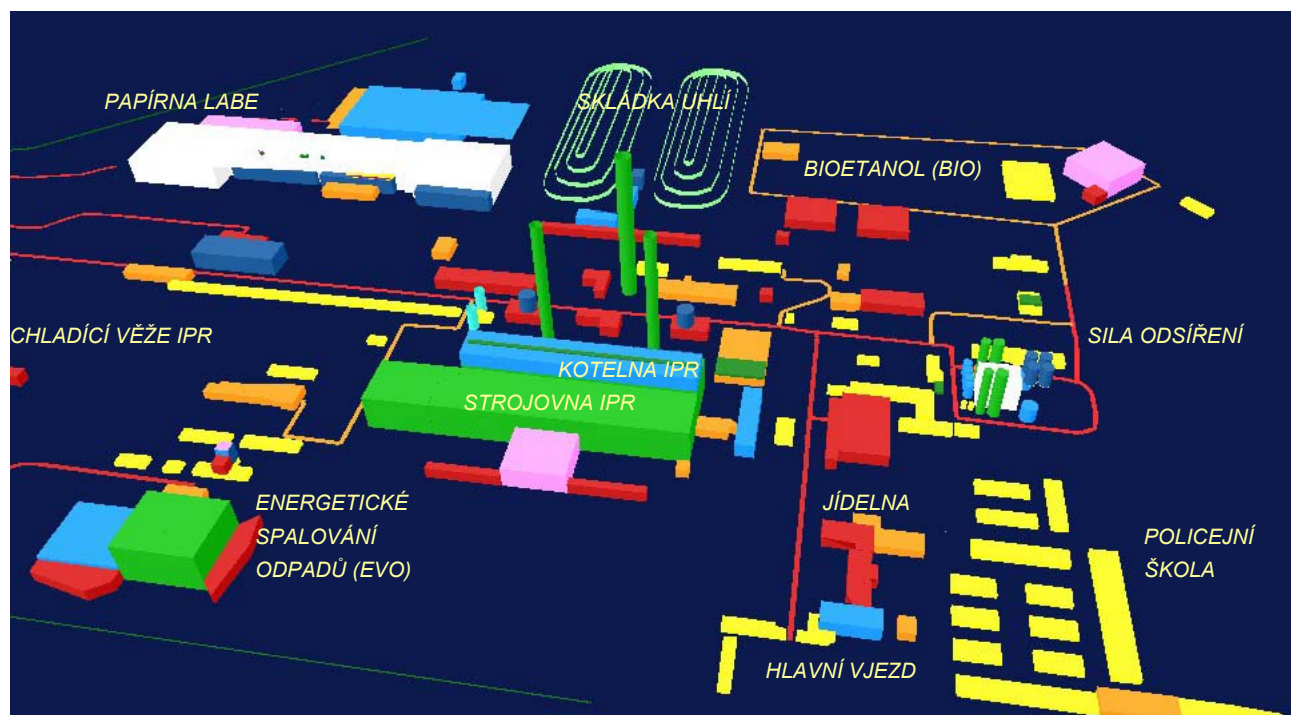 PAPÍRNA LABE
SKLÁDKA UHLÍ
BIOETANOL (BIO)
CHLADÍCÍ VĚŽE IPR
SILA ODSÍŘENÍ
KOTELNA IPR
STROJOVNA IPR
ENERGETICKÉ
SPALOVÁNÍ
ODPADŮ (EVO)
JÍDELNA
POLICEJNÍ
ŠKOLA
HLAVNÍ VJEZD